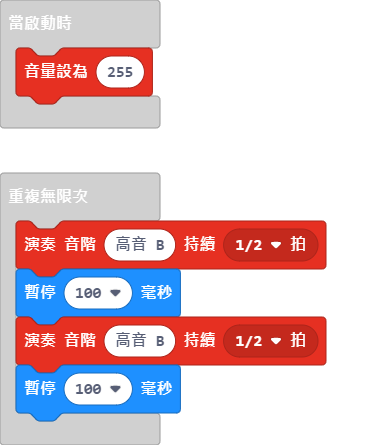 當啟動時
音量設為 255
重複無限次
演奏 音階 高音 B 持續 1/2 拍
暫停 100 毫秒
演奏 音階 高音 B 持續 1/2 拍
暫停 100 毫秒